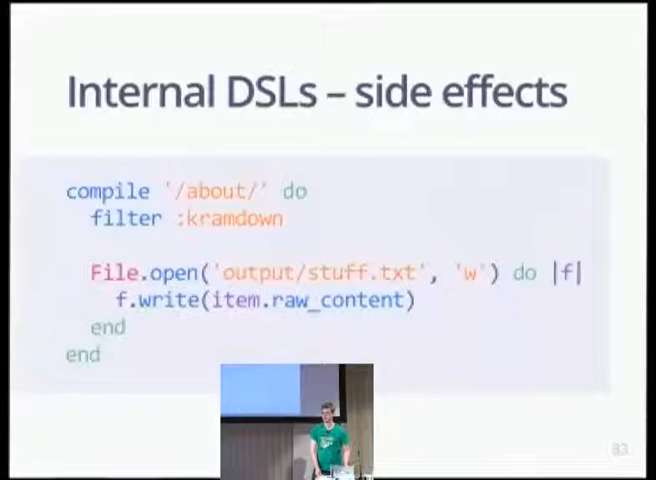 Internal DSLs – side effects
compile '/about/' do
filter :kramdown
File.open('output/stuff.txt', 'w') do |f|
f.write(item.raw_content)
end
end
83